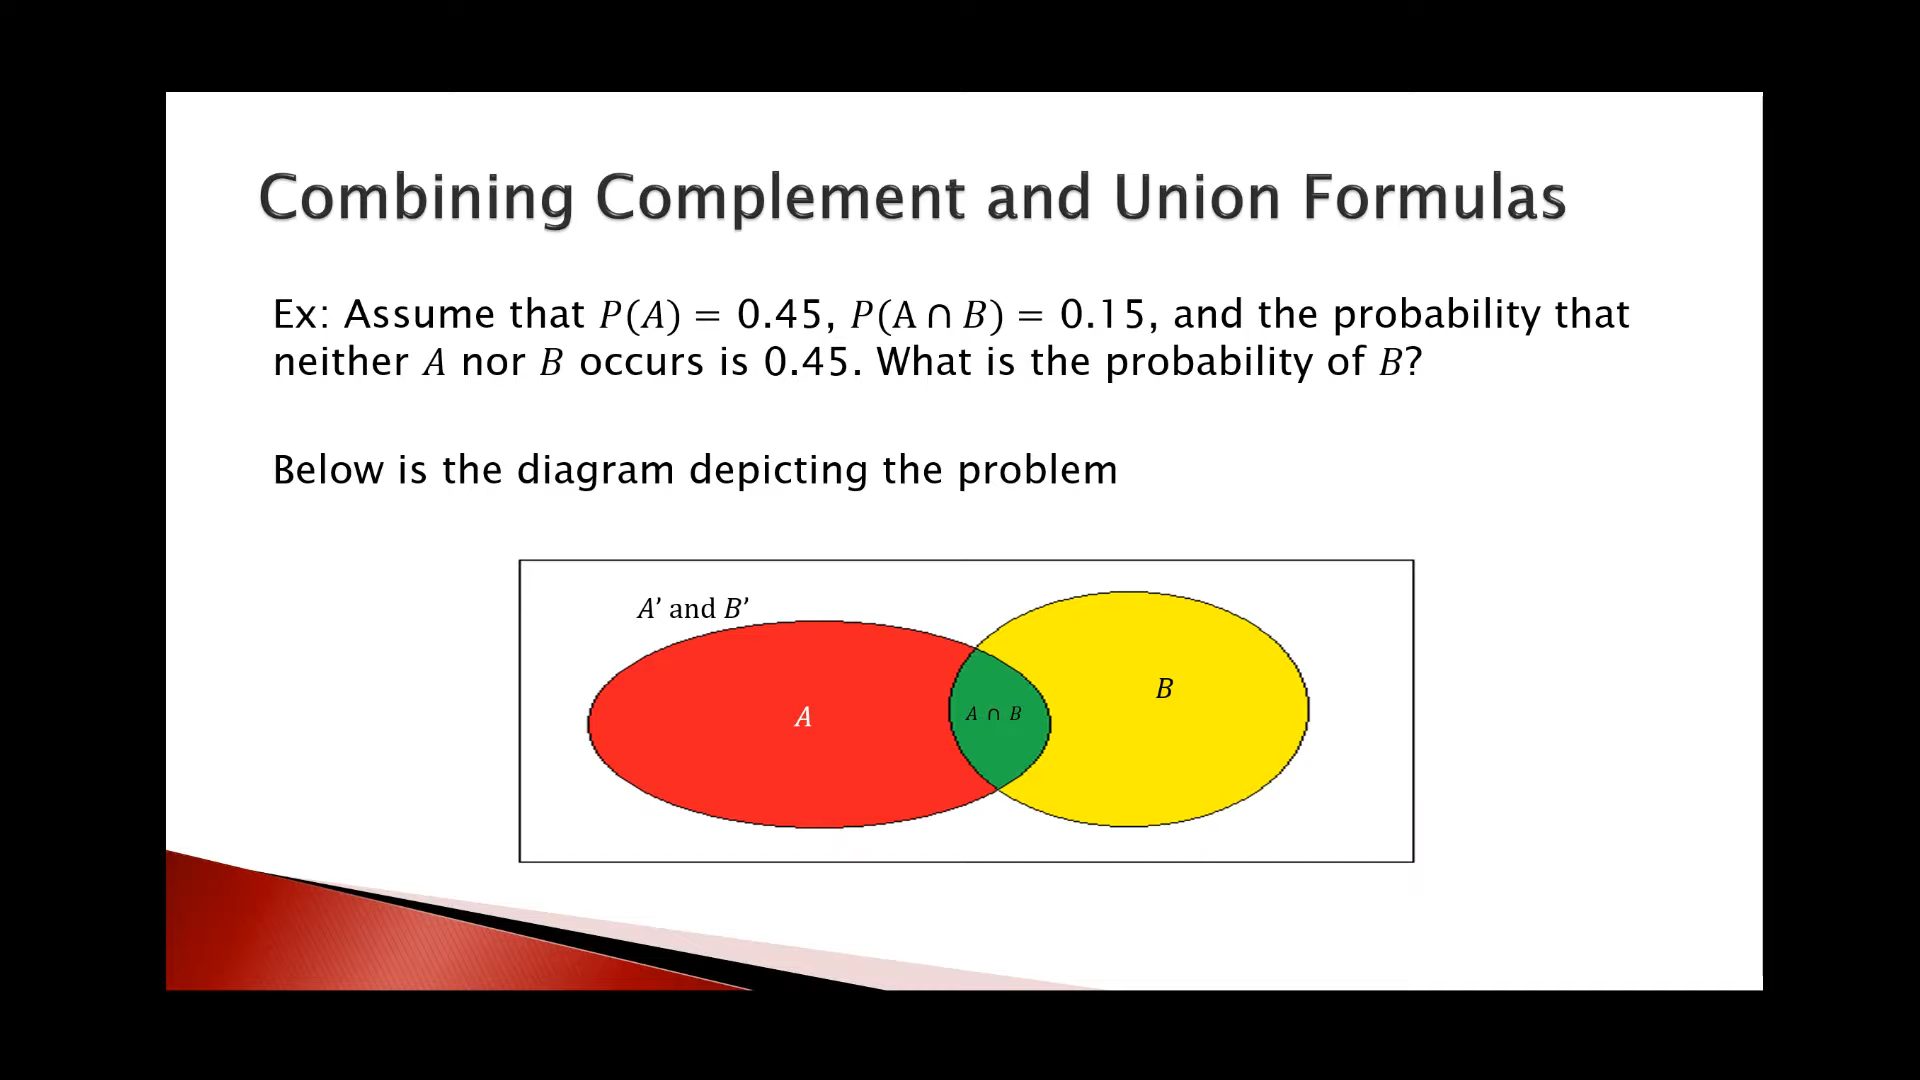 Combining Complement and Union Formulas
Ex: Assume that P(A) = 0.45, P(A ∩ B) = 0.15, and the probability that
neither A nor B occurs is 0.45. What is the probability of B?
Below is the diagram depicting the problem
A’ and B’
A
A ∩ B
B